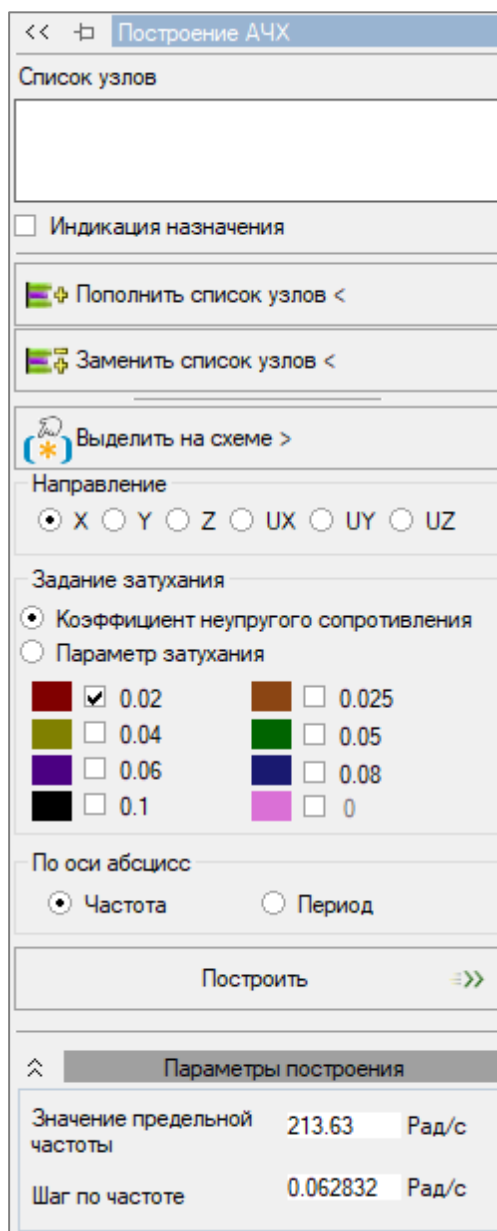 << Построение АЧХ
Список узлов
Индикация назначения
Пополнить список узлов <
Заменить список узлов <
Выделить на схеме >
Направление
X Y Z UX UY UZ
Задание затухания
Коэффициент неупругого сопротивления
Параметр затухания
0.02 0.025
0.04 0.05
0.06 0.08
0.1 0
По оси абсцисс
Частота Период
Построить
Параметры построения
Значение предельной
частоты 213.63 Рад/с
Шаг по частоте 0.062832 Рад/с